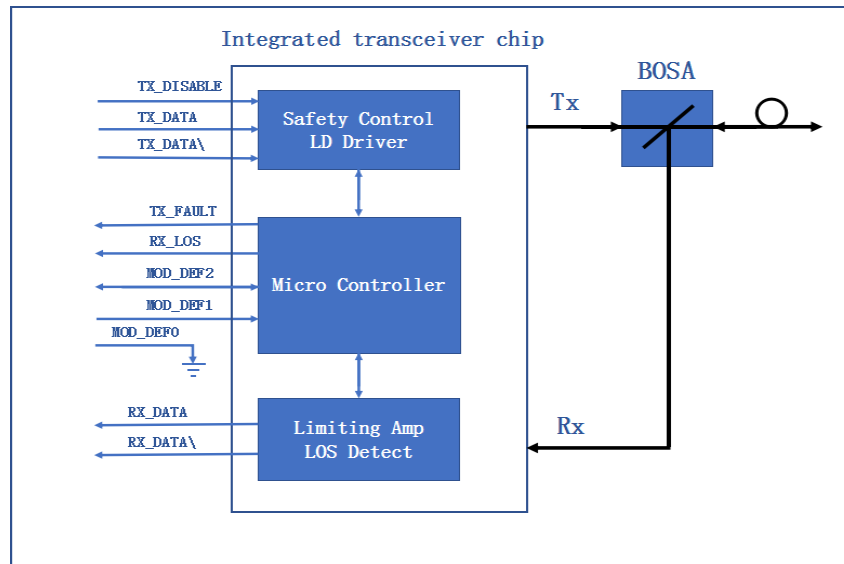 Integrated transceiver chip
BOSA
TX_DISABLE
TX_DATA
TX_DATA\
Safety Control
LD Driver
Tx
TX_FAULT
RX_LOS
MOD_DEF2
MOD_DEF1
MOD_DEF0
Micro Controller
RX_DATA
RX_DATA\
Limiting Amp
LOS Detect
Rx